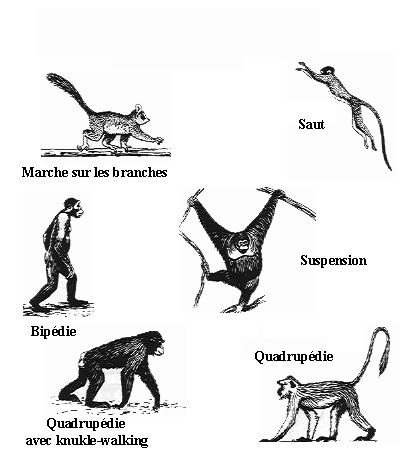 Saut
Marche sur les branches
Suspension
Bipédie
Quadrupédie
Quadrupédie
avec knukle-walking